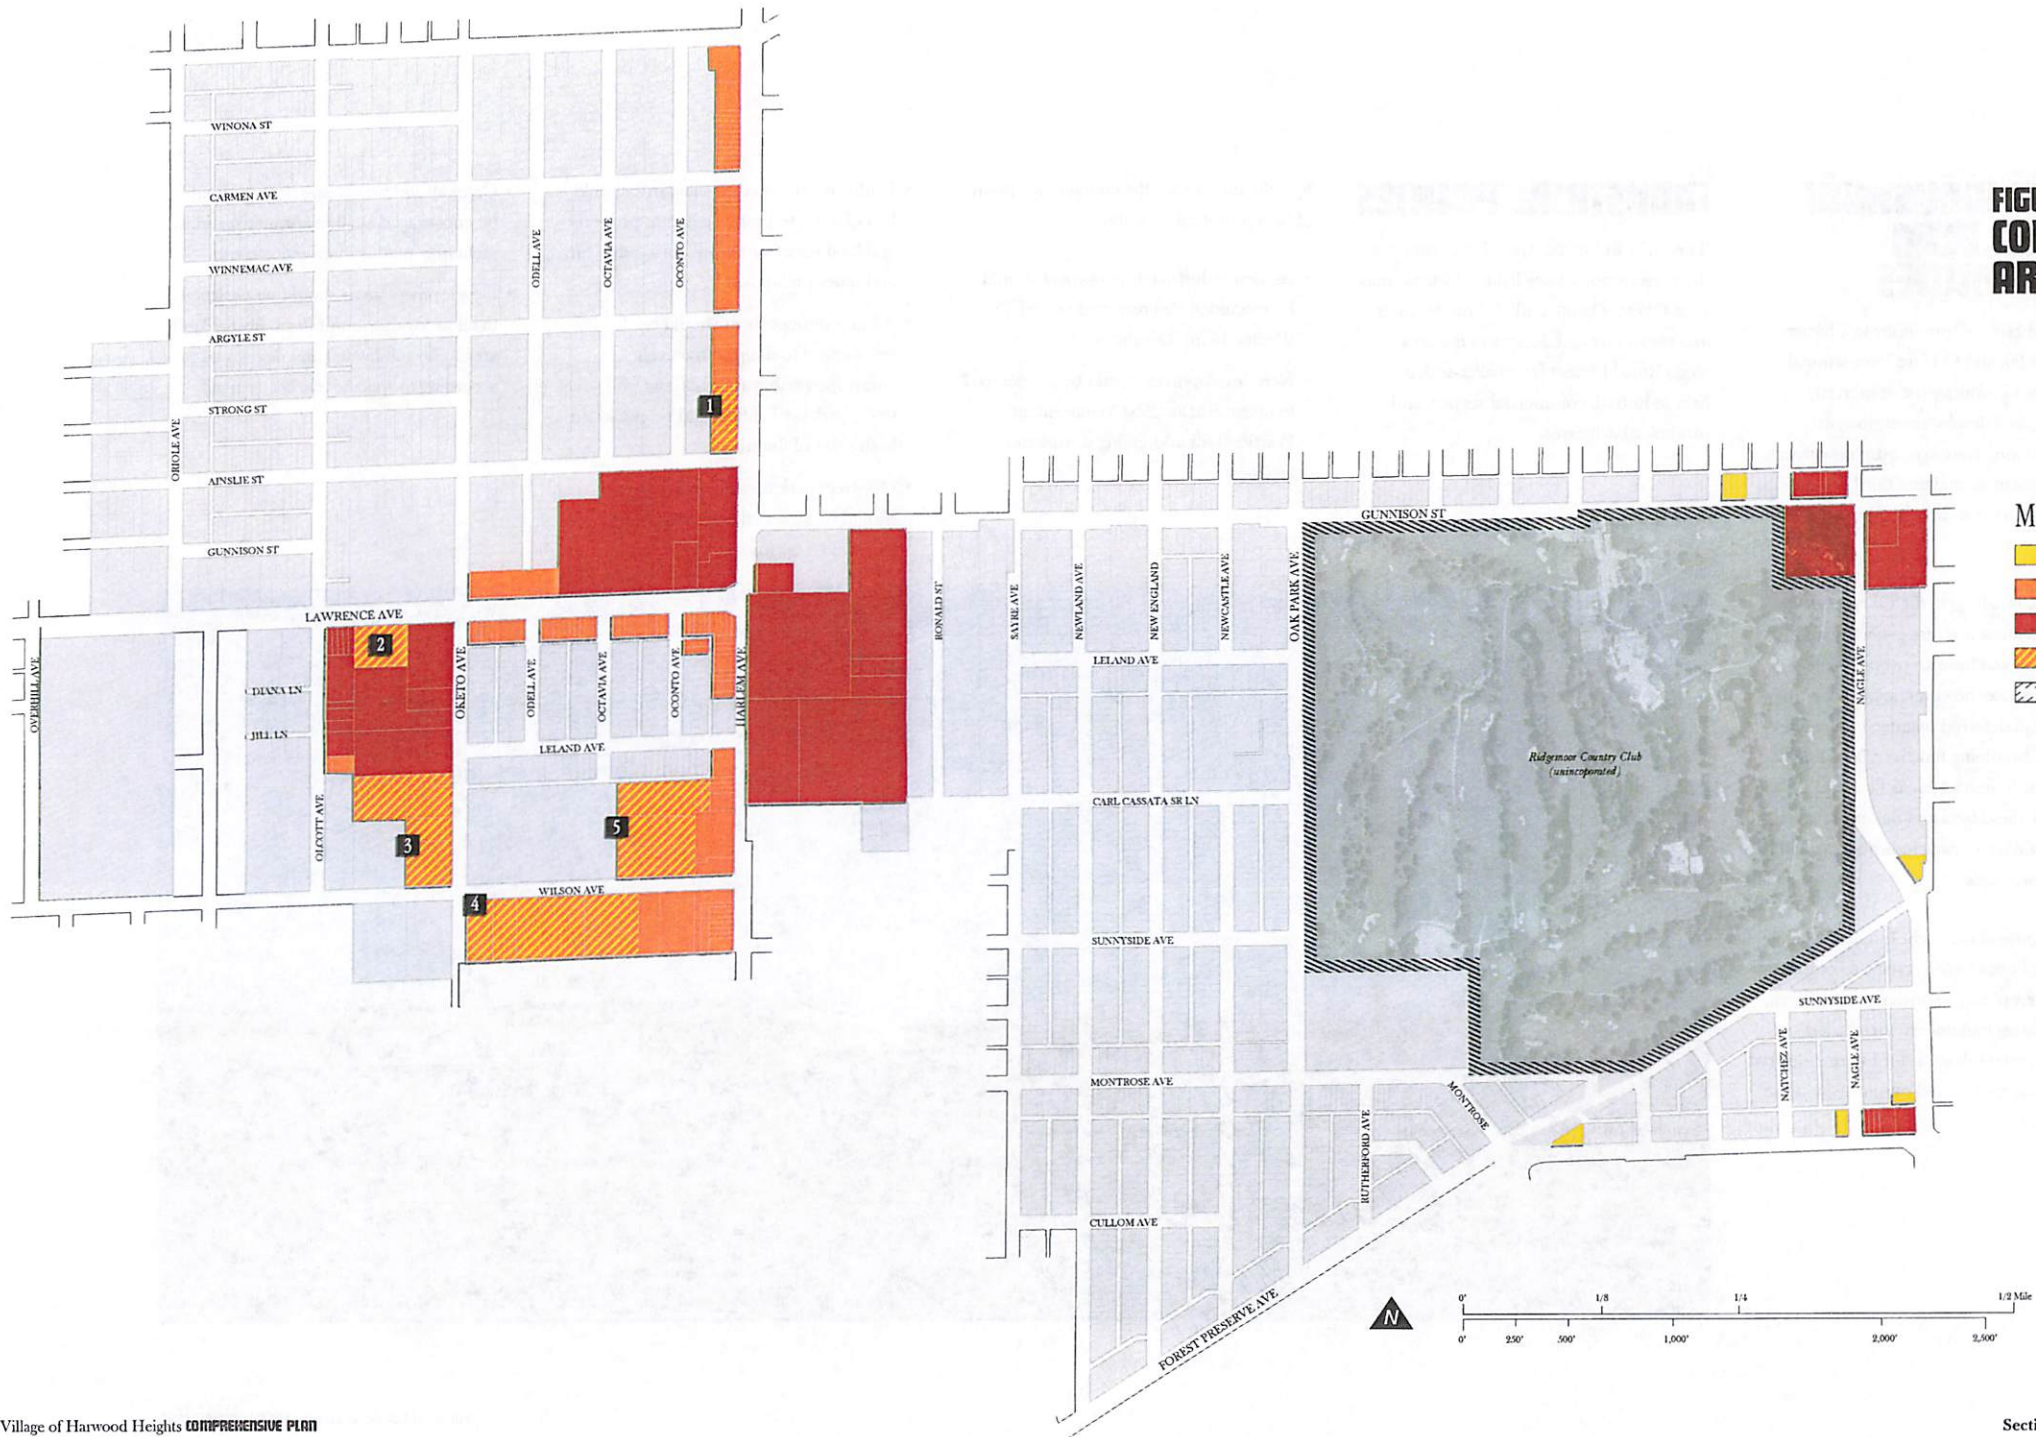 WINONA ST
CARMEN AVE
WINNEMAC AVE
ARGYLE ST
STRONG ST
AINSLIE ST
GUNNISON ST
LAWRENCE AVE
ORIOLE AVE
ODELL AVE
OCTAVIA AVE
OCONTO AVE
1
2
3
4
5
OVERHILL AVE
DIANA LN
JILL LN
OLCOTT AVE
OKETO AVE
ODELL AVE
OCTAVIA AVE
OCONTO AVE
HARLEM AVE
LELAND AVE
WILSON AVE
RONALD ST
SAYRE AVE
NEWLAND AVE
NEW ENGLAND
NEWCASTLE AVE
OAK PARK AVE
GUNNISON ST
LELAND AVE
CARL CASSATA SR LN
SUNNYSIDE AVE
MONTROSE AVE
CULLOM AVE
Ridgemoor Country Club
(unincoporated)
NAGLE AVE
SUNNYSIDE AVE
NATCHEZ AVE
NAGLE AVE
MONTROSE
RUTHERFORD AVE
FOREST PRESERVE AVE
FIGU
COM
AR
M
N
0' 1/8 1/4 1/2 Mile
0' 250' 500' 1,000' 2,000' 2,500'
Village of Harwood Heights COMPREHENSIVE PLAN
Secti